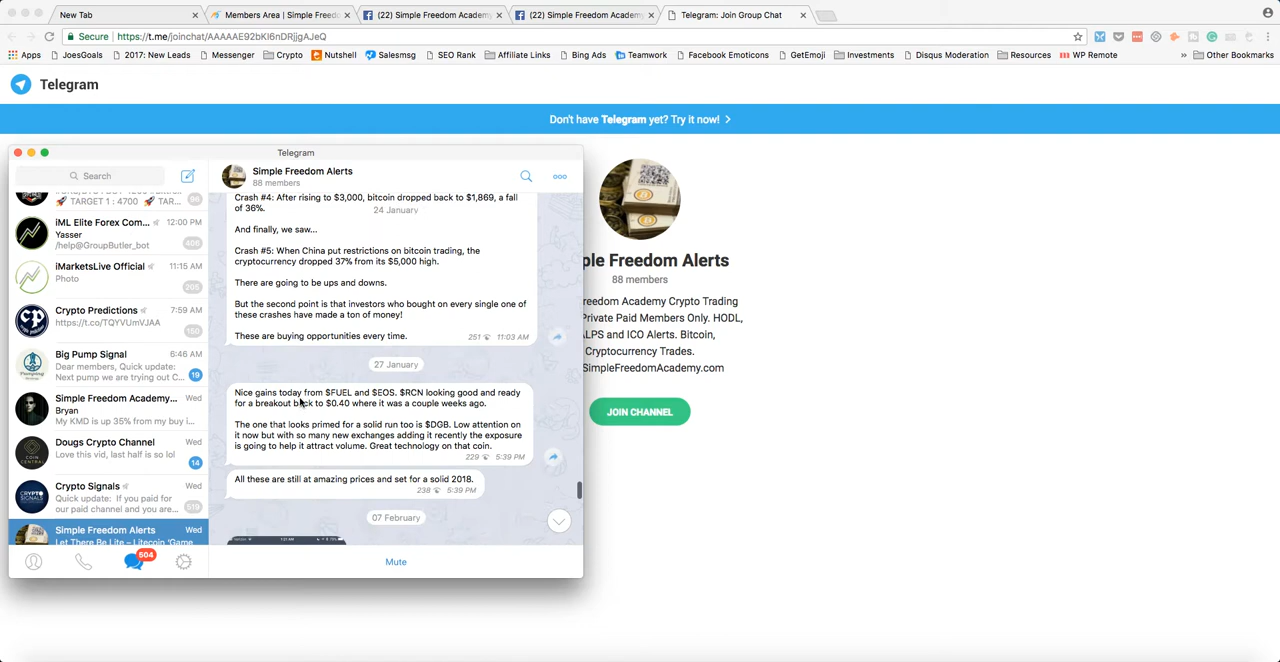 New Tab
Members Area | Simple Freed
(22) Simple Freedom Academy
(22) Simple Freedom Academy
Telegram: Join Group Chat
Secure | https://t.me/joinchat/AAAAAE92bKI6nDRjjgAJeQ
Apps JoesGoals 2017: New Leads Messenger Crypto Nutshell Salesmsg SEO Rank Affiliate Links Bing Ads Teamwork Facebook Emoticons GetEmoji Investments Disqus Moderation Resources WP Remote » Other Bookmarks
Telegram
Don't have Telegram yet? Try it now!
Telegram
Search
TARGET 1 : 4700 TAR...
96
iML Elite Forex Com... 12:00 PM
Yasser
/help@GroupButler_bot
406
iMarketsLive Official 11:15 AM
Photo
205
Crypto Predictions 7:59 AM
https://t.co/TQYVUmVJAA
150
Big Pump Signal 6:46 AM
Dear members, Quick update:
Next pump we are trying out C...
19
Simple Freedom Academy... Wed
Bryan
My KMD is up 35% from my buy i...
Dougs Crypto Channel Wed
Love this vid, last half is so lol
14
Crypto Signals Wed
Quick update: If you paid for
our paid channel and you are...
519
Simple Freedom Alerts Wed
Let There Be Lite – Litecoin 'Game
504
Simple Freedom Alerts
88 members
Crash #4: After rising to $3,000, bitcoin dropped back to $1,869, a fall
of 36%.
24 January
And finally, we saw...
Crash #5: When China put restrictions on bitcoin trading, the
cryptocurrency dropped 37% from its $5,000 high.
There are going to be ups and downs.
But the second point is that investors who bought on every single one of
these crashes have made a ton of money!
These are buying opportunities every time.
251 11:03 AM
27 January
Nice gains today from $FUEL and $EOS. $RCN looking good and ready
for a breakout back to $0.40 where it was a couple weeks ago.
The one that looks primed for a solid run too is $DGB. Low attention on
it now but with so many new exchanges adding it recently the exposure
is going to help it attract volume. Great technology on that coin.
229 5:39 PM
All these are still at amazing prices and set for a solid 2018.
238 5:39 PM
07 February
Mute
ple Freedom Alerts
88 members
reedom Academy Crypto Trading
Private Paid Members Only. HODL,
ALPS and ICO Alerts. Bitcoin,
Cryptocurrency Trades.
SimpleFreedomAcademy.com
JOIN CHANNEL